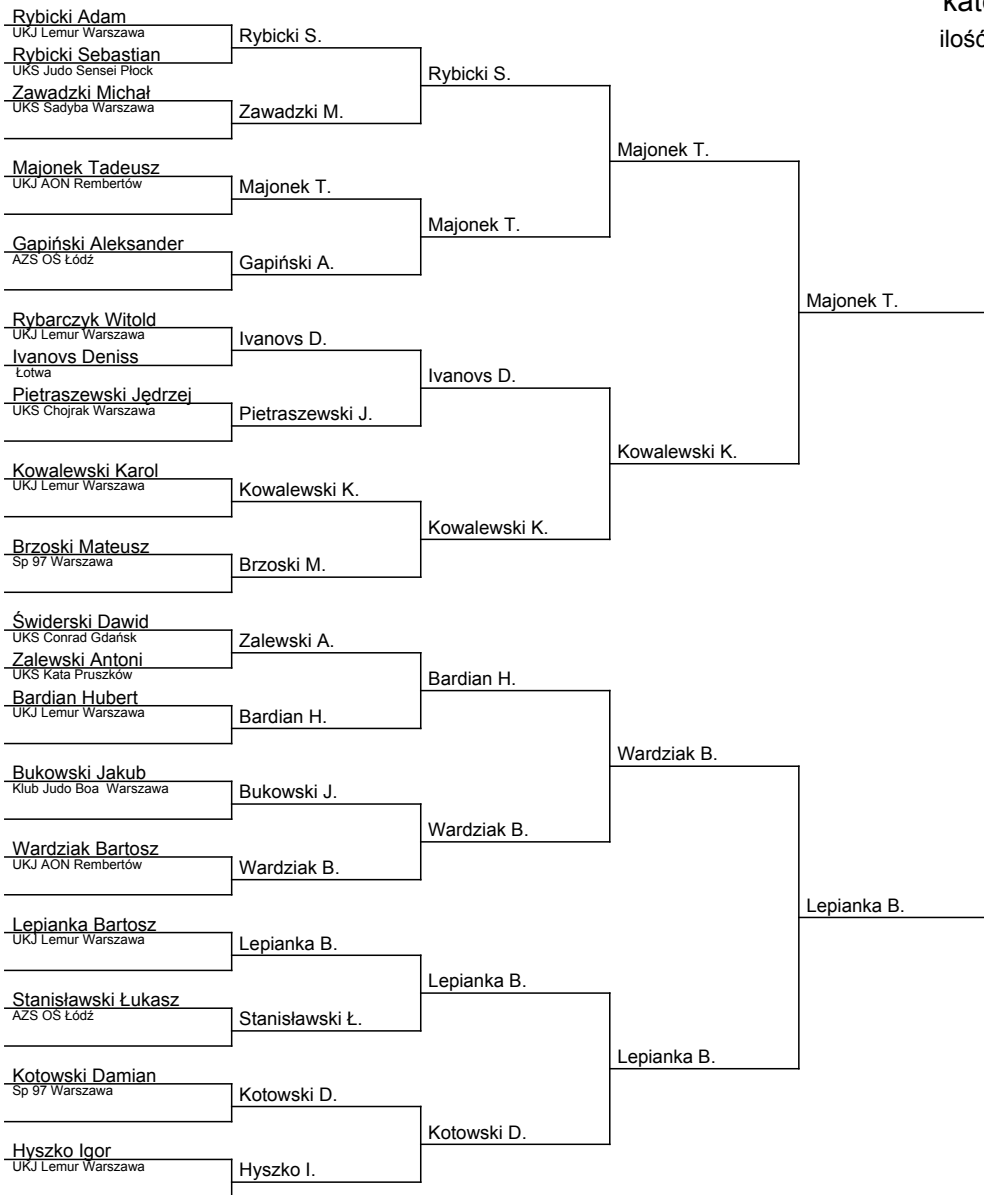 kate
ilość
Rybicki Adam
UKJ Lemur Warszawa
Rybicki Sebastian
UKS Judo Sensei Płock
Zawadzki Michał
UKS Sadyba Warszawa
Majonek Tadeusz
UKJ AON Rembertów
Gapiński Aleksander
AZS OŚ Łódź
Rybarczyk Witold
UKJ Lemur Warszawa
Ivanovs Deniss
Łotwa
Pietraszewski Jędrzej
UKS Chojrak Warszawa
Kowalewski Karol
UKJ Lemur Warszawa
Brzoski Mateusz
Sp 97 Warszawa
Świderski Dawid
UKS Conrad Gdańsk
Zalewski Antoni
UKS Kata Pruszków
Bardian Hubert
UKJ Lemur Warszawa
Bukowski Jakub
Klub Judo Boa Warszawa
Wardziak Bartosz
UKJ AON Rembertów
Lepianka Bartosz
UKJ Lemur Warszawa
Stanisławski Łukasz
AZS OŚ Łódź
Kotowski Damian
Sp 97 Warszawa
Hyszko Igor
UKJ Lemur Warszawa
Rybicki S.
Zawadzki M.
Majonek T.
Gapiński A.
Ivanovs D.
Pietraszewski J.
Kowalewski K.
Brzoski M.
Zalewski A.
Bardian H.
Bukowski J.
Wardziak B.
Lepianka B.
Stanisławski Ł.
Kotowski D.
Hyszko I.
Rybicki S.
Majonek T.
Ivanovs D.
Kowalewski K.
Bardian H.
Wardziak B.
Lepianka B.
Kotowski D.
Majonek T.
Kowalewski K.
Wardziak B.
Lepianka B.
Majonek T.
Lepianka B.